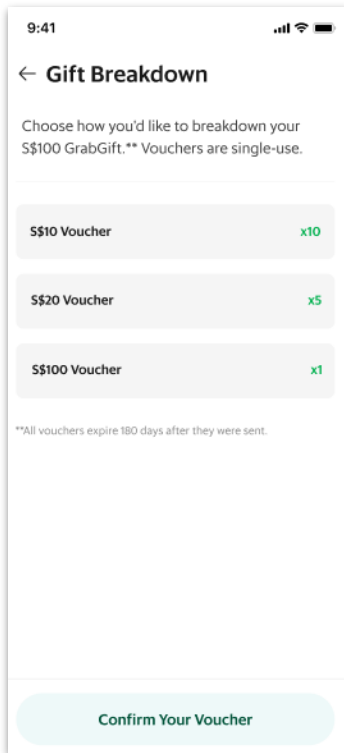 9:41
Gift Breakdown
Choose how you'd like to breakdown your
S$100 GrabGift.** Vouchers are single-use.
S$10 Voucher x10
S$20 Voucher x5
S$100 Voucher x1
**All vouchers expire 180 days after they were sent.
Confirm Your Voucher